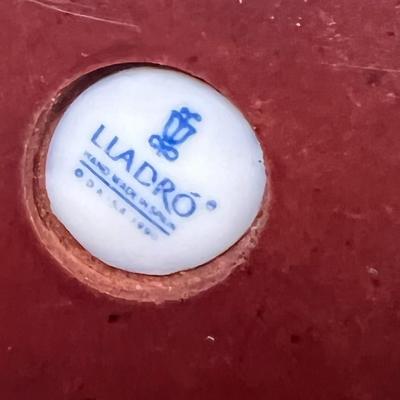 LLADRÓ®
HAND MADE IN SPAIN
© D A I S A